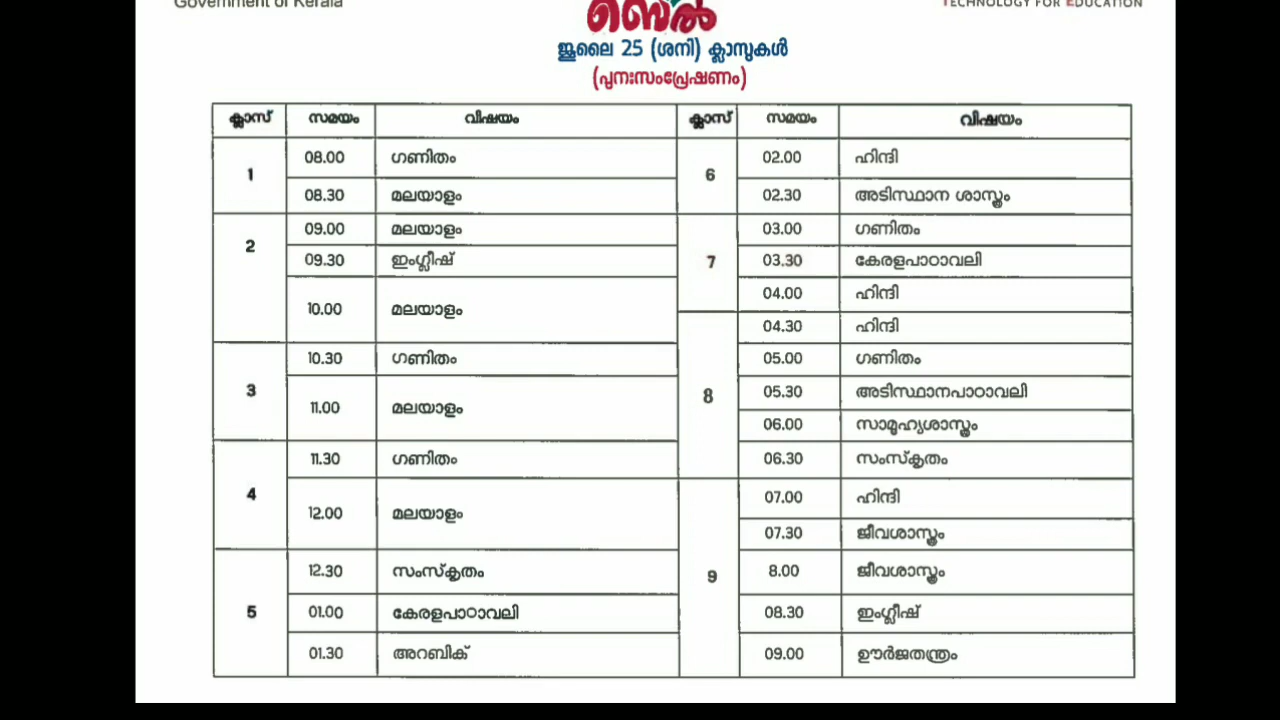 Government of Kerala
TECHNOLOGY FOR EDUCATION
ബെൽ
ജൂലൈ 25 (ശനി) ക്ലാസുകൾ
(പുനഃസംപ്രേഷണം)
ക്ലാസ് സമയം വിഷയം
1
08.00 ഗണിതം
08.30 മലയാളം
2
09.00 മലയാളം
09.30 ഇംഗ്ലീഷ്
10.00 മലയാളം
3
10.30 ഗണിതം
11.00 മലയാളം
4
11.30 ഗണിതം
12.00 മലയാളം
5
12.30 സംസ്കൃതം
01.00 കേരളപാഠാവലി
01.30 അറബിക്
ക്ലാസ് സമയം വിഷയം
6
02.00 ഹിന്ദി
02.30 അടിസ്ഥാന ശാസ്ത്രം
7
03.00 ഗണിതം
03.30 കേരളപാഠാവലി
04.00 ഹിന്ദി
8
04.30 ഹിന്ദി
05.00 ഗണിതം
05.30 അടിസ്ഥാനപാഠാവലി
06.00 സാമൂഹ്യശാസ്ത്രം
06.30 സംസ്കൃതം
9
07.00 ഹിന്ദി
07.30 ജീവശാസ്ത്രം
8.00 ജീവശാസ്ത്രം
08.30 ഇംഗ്ലീഷ്
09.00 ഊർജതന്ത്രം